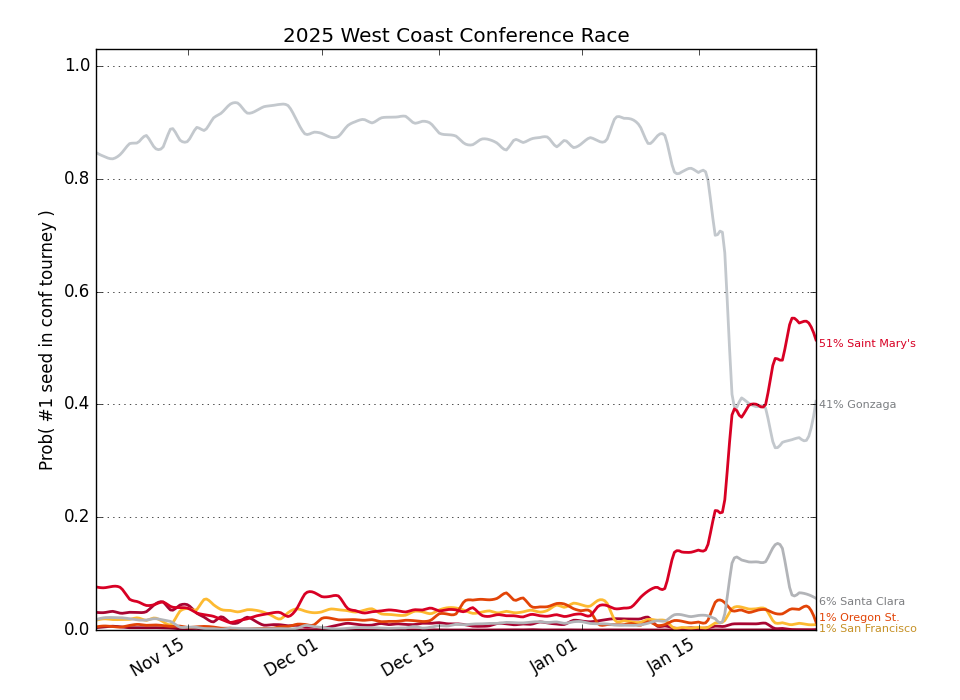 2025 West Coast Conference Race
Prob( #1 seed in conf tourney )
1.0
0.8
0.6
0.4
0.2
0.0
51% Saint Mary's
41% Gonzaga
6% Santa Clara
1% Oregon St.
1% San Francisco
Nov 15
Dec 01
Dec 15
Jan 01
Jan 15